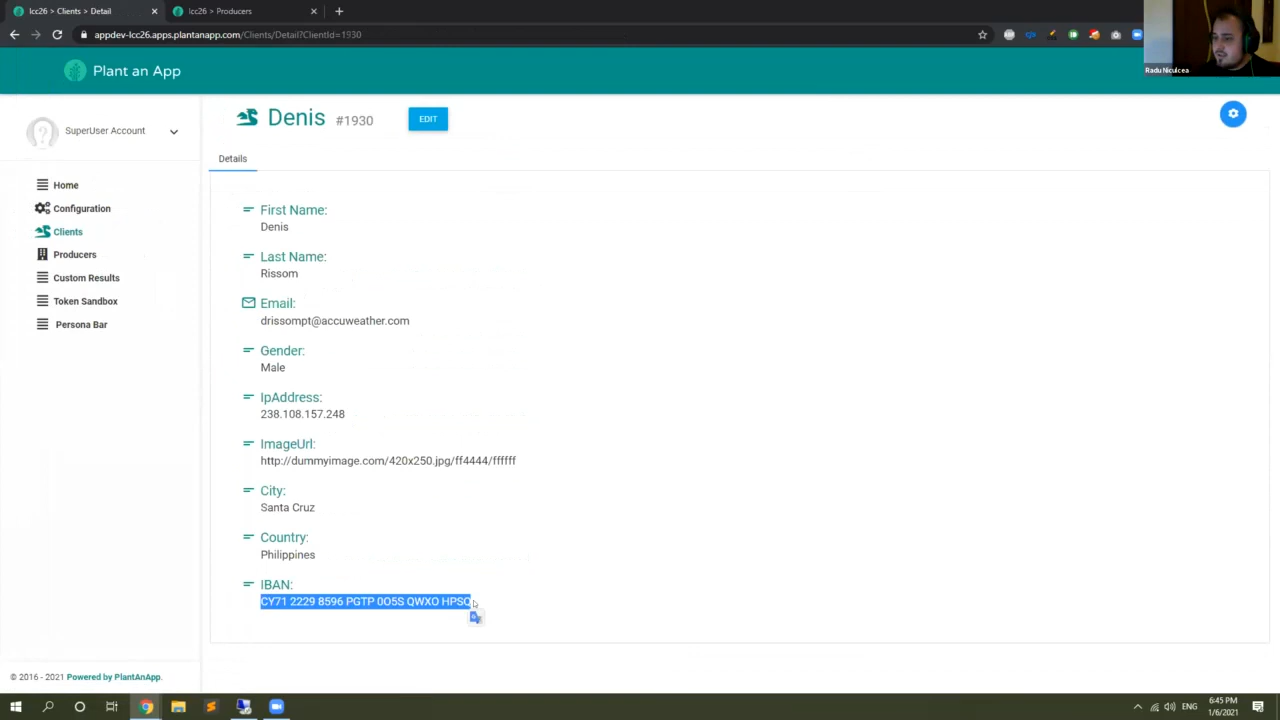 lcc26 > Clients > Detail
lcc26 > Producers
appdev-lcc26.apps.plantanapp.com/Clients/Detail?ClientId=1930
Radu Niculcea
Plant an App
SuperUser Account
Home
Configuration
Clients
Producers
Custom Results
Token Sandbox
Persona Bar
Denis #1930
EDIT
Details
First Name:
Denis
Last Name:
Rissom
Email:
drissompt@accuweather.com
Gender:
Male
IpAddress:
238.108.157.248
ImageUrl:
http://dummyimage.com/420x250.jpg/ff4444/ffffff
City:
Santa Cruz
Country:
Philippines
IBAN:
CY71 2229 8596 PGTP 0O5S QWXO
© 2016 - 2021 Powered by PlantAnApp.
ENG
6:45 PM
1/6/2021